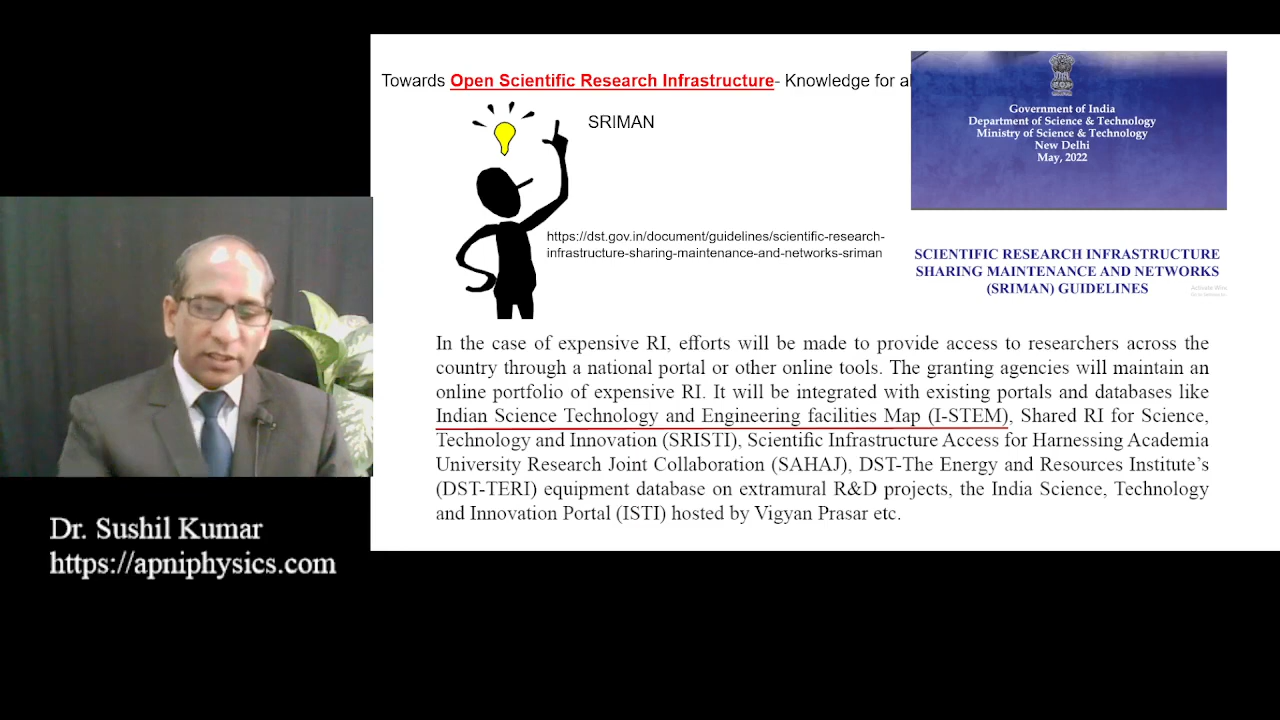 Towards Open Scientific Research Infrastructure- Knowledge for al
SRIMAN
https://dst.gov.in/document/guidelines/scientific-research-
infrastructure-sharing-maintenance-and-networks-sriman
Government of India
Department of Science & Technology
Ministry of Science & Technology
New Delhi
May, 2022
SCIENTIFIC RESEARCH INFRASTRUCTURE
SHARING MAINTENANCE AND NETWORKS
(SRIMAN) GUIDELINES
In the case of expensive RI, efforts will be made to provide access to researchers across the
country through a national portal or other online tools. The granting agencies will maintain an
online portfolio of expensive RI. It will be integrated with existing portals and databases like
Indian Science Technology and Engineering facilities Map (I-STEM), Shared RI for Science,
Technology and Innovation (SRISTI), Scientific Infrastructure Access for Harnessing Academia
University Research Joint Collaboration (SAHAJ), DST-The Energy and Resources Institute's
(DST-TERI) equipment database on extramural R&D projects, the India Science, Technology
and Innovation Portal (ISTI) hosted by Vigyan Prasar etc.
Dr. Sushil Kumar
https://apniphysics.com